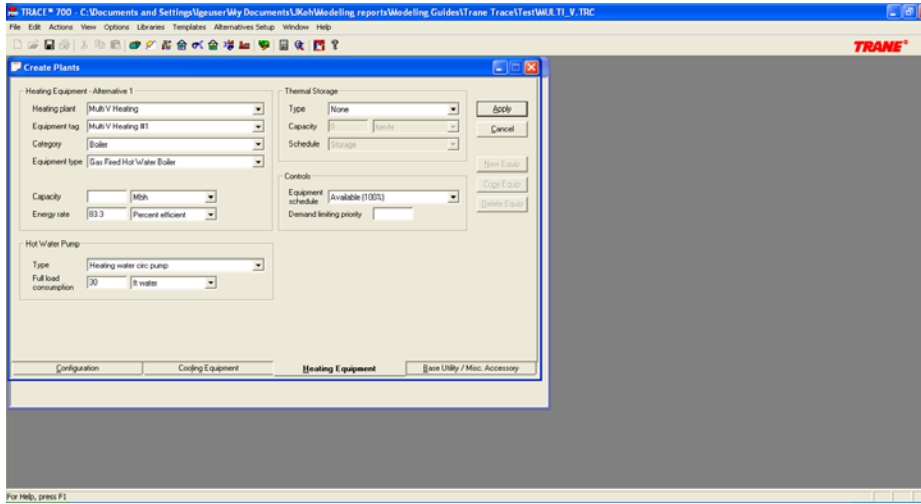 TRACE™ 700 - C:\Documents and Settings\lgeuser\My Documents\JKoh\Modeling reports\Modeling Guides\Trane Trace\Test\MULTI_V.TRC
File Edit Actions View Options Libraries Templates Alternatives Setup Window Help
TRANE®
Create Plants
Heating Equipment - Alternative 1
Heating plant Multi V Heating
Equipment tag Multi V Heating #1
Category Boiler
Equipment type Gas Fired Hot Water Boiler
Capacity Mbh
Energy rate 83.3 Percent efficient
Hot Water Pump
Type Heating water circ pump
Full load consumption 30 ft water
Thermal Storage
Type None
Capacity 0 ton-hr
Schedule Storage
Controls
Equipment schedule Available (100%)
Demand limiting priority
Apply
Cancel
New Equip
Copy Equip
Delete Equip
Configuration Cooling Equipment Heating Equipment Base Utility / Misc. Accessory
For Help, press F1